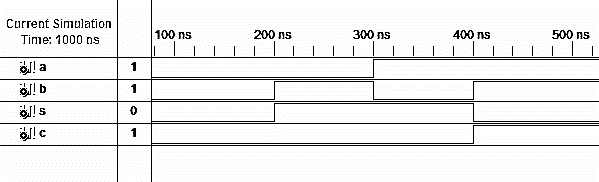 Current Simulation
Time: 1000 ns
100 ns 200 ns 300 ns 400 ns 500 ns
a 1
b 1
s 0
c 1